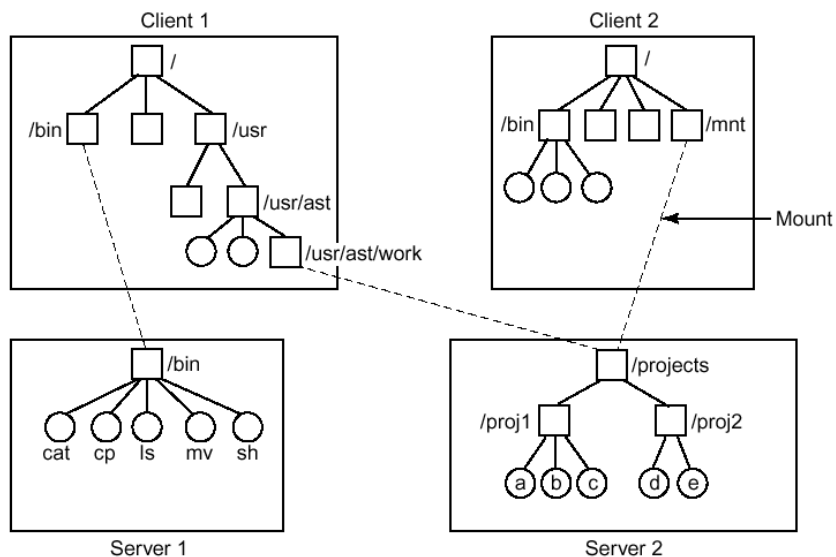 Client 1
Client 2
/
/
/bin
/usr
/bin
/mnt
/usr/ast
Mount
/usr/ast/work
/bin
/projects
/proj1
/proj2
cat cp ls mv sh
a b c d e
Server 1
Server 2